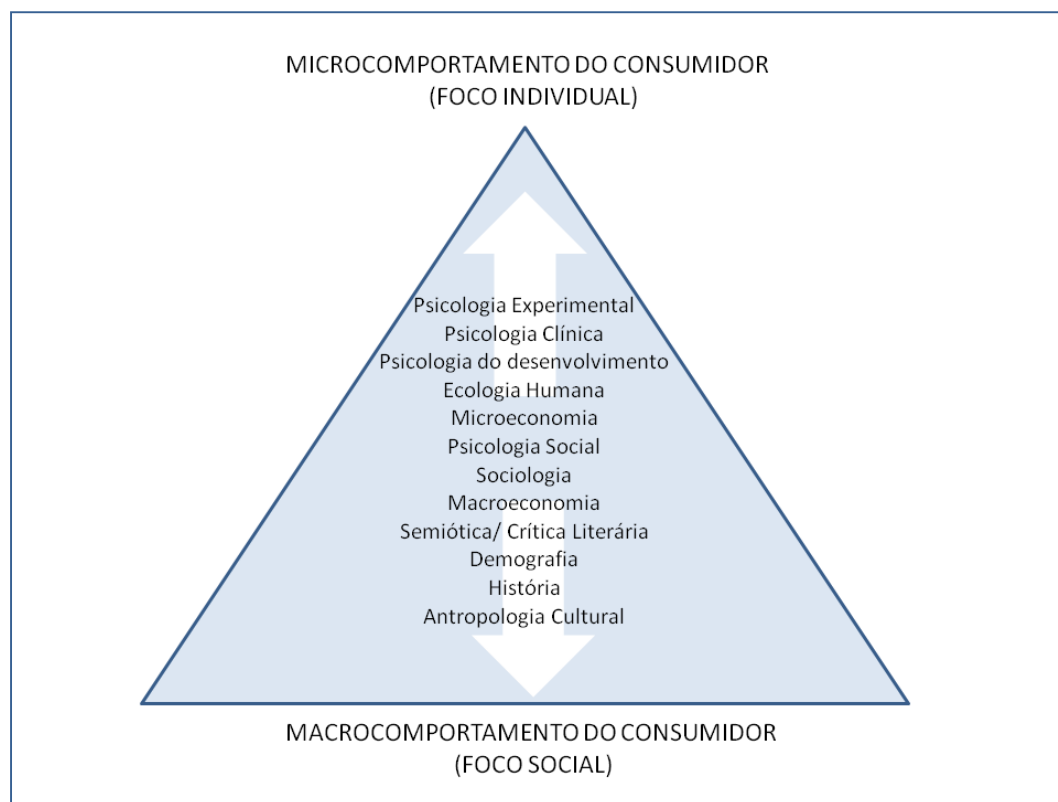 MICROCOMPORTAMENTO DO CONSUMIDOR
(FOCO INDIVIDUAL)
Psicologia Experimental
Psicologia Clínica
Psicologia do desenvolvimento
Ecologia Humana
Microeconomia
Psicologia Social
Sociologia
Macroeconomia
Semiótica/ Crítica Literária
Demografia
História
Antropologia Cultural
MACROCOMPORTAMENTO DO CONSUMIDOR
(FOCO SOCIAL)